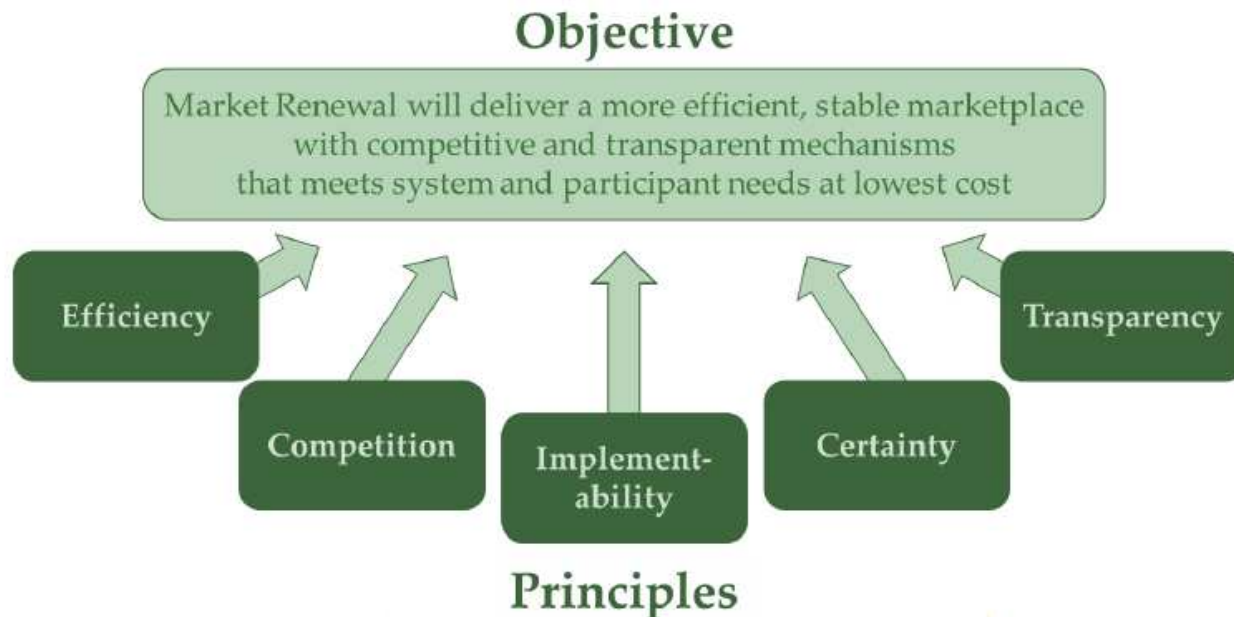 Objective
Market Renewal will deliver a more efficient, stable marketplace
with competitive and transparent mechanisms
that meets system and participant needs at lowest cost
Efficiency
Transparency
Competition
Certainty
Implement-
ability
Principles